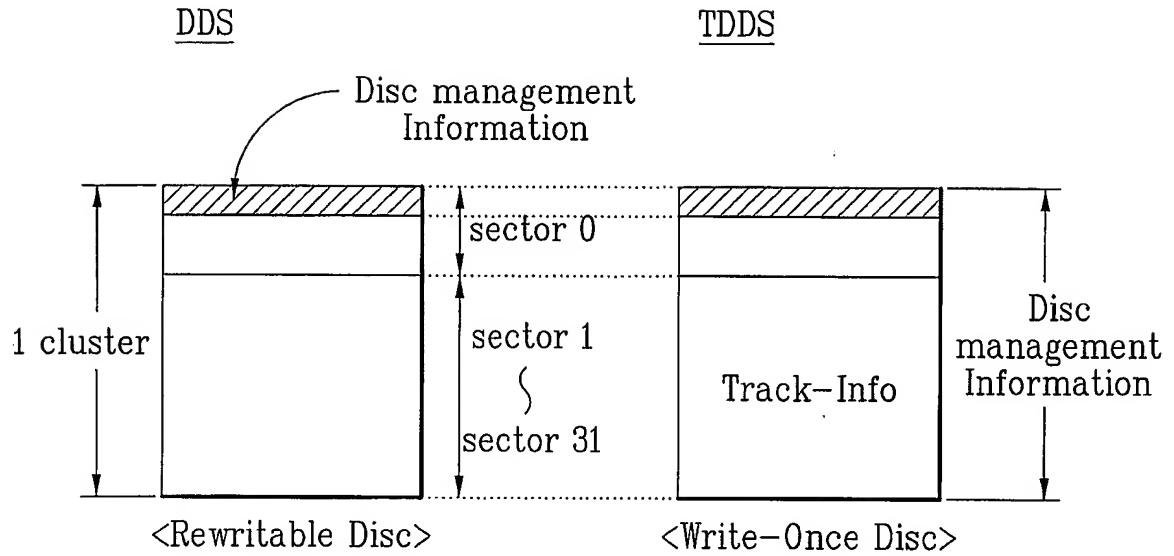 DDS
TDDS
Disc management
Information
sector 0
1 cluster
sector 1
sector 31
Track-Info
Disc
management
Information
<Rewritable Disc>
<Write-Once Disc>